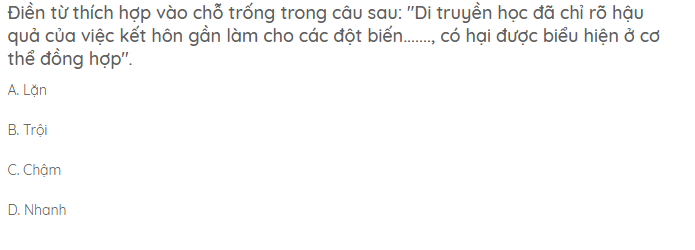 Điền từ thích hợp vào chỗ trống trong câu sau: "Di truyền học đã chỉ rõ hậu
quả của việc kết hôn gần làm cho các đột biến......., có hại được biểu hiện ở cơ
thể đồng hợp".
A. Lặn
B. Trội
C. Chậm
D. Nhanh